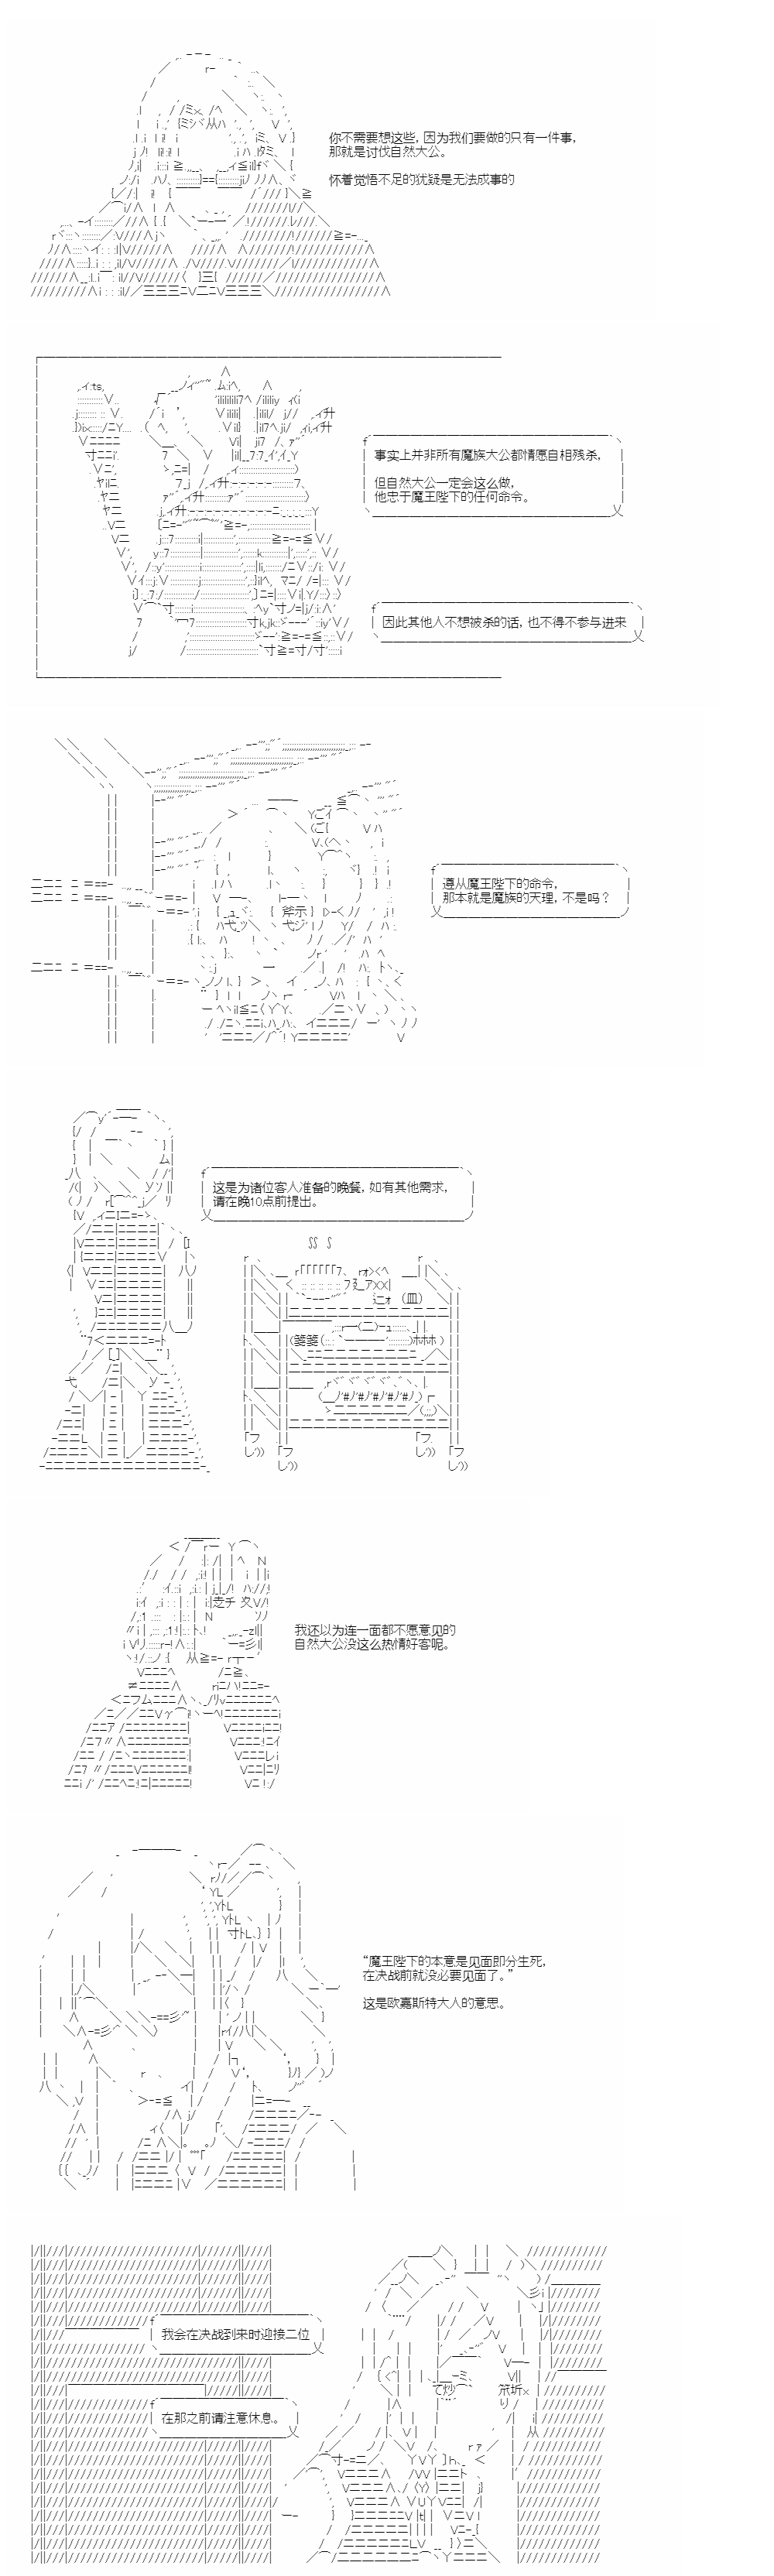 你不需要想这些，因为我们要做的只有一件事，
那就是讨伐自然大公。
怀着觉悟不足的犹疑是无法成事的
事实上并非所有魔族大公都情愿自相残杀，
但自然大公一定会这么做，
他忠于魔王陛下的任何命令。
因此其他人不想被杀的话，也不得不参与进来
遵从魔王陛下的命令，
那本就是魔族的天理，不是吗？
这是为诸位客人准备的晚餐，如有其他需求，
请在晚10点前提出。
我还以为连一面都不愿意见的
自然大公没这么热情好客呢。
“魔王陛下的本意是见面即分生死，
在决战前就没必要见面了。”
这是欧嘉斯特大人的意思。
我会在决战到来时迎接二位
在那之前请注意休息。